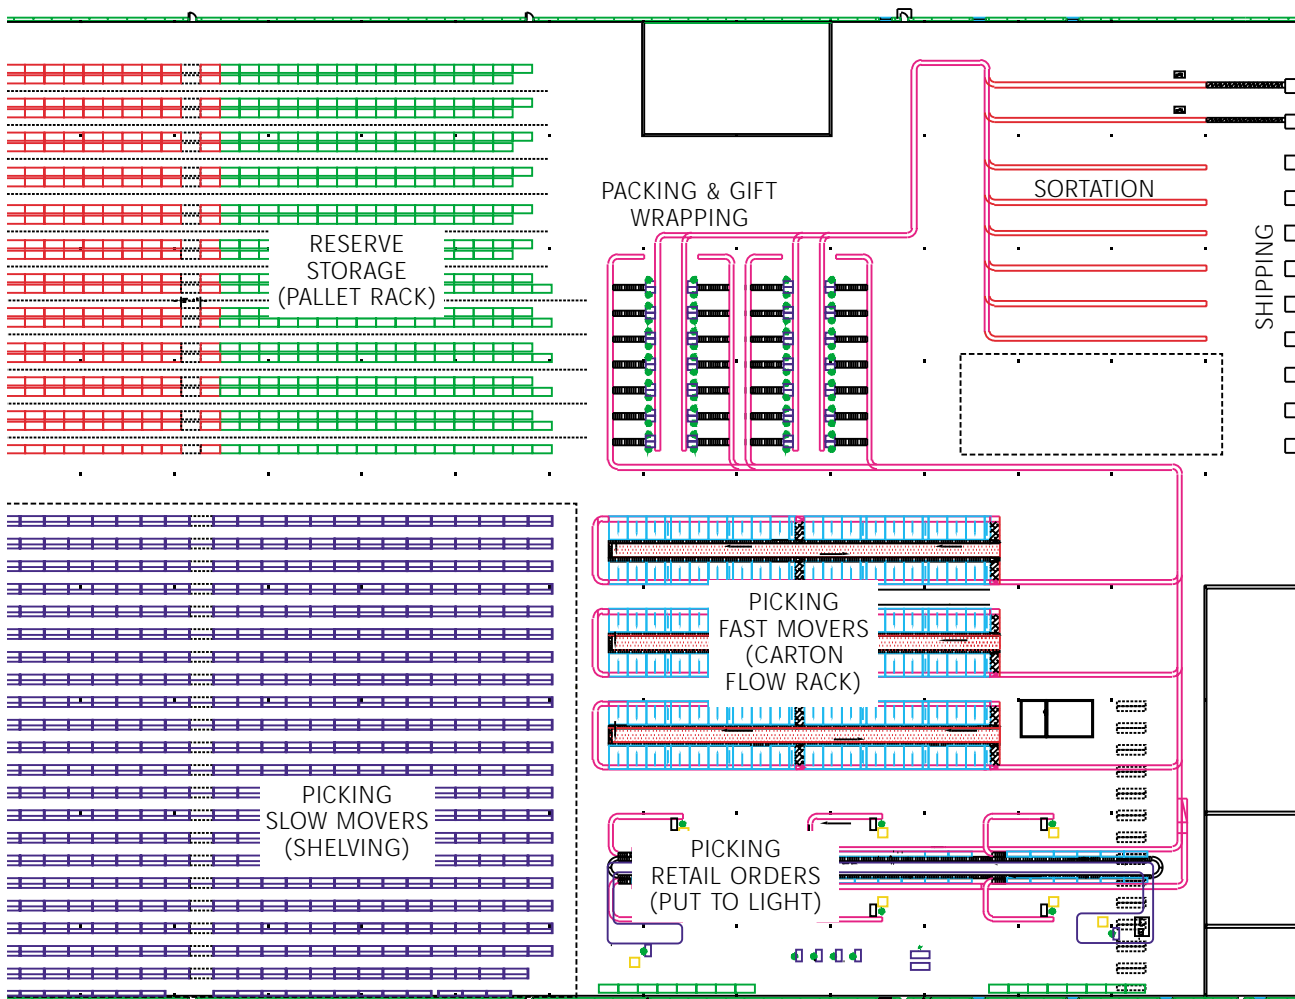 PACKING & GIFT
WRAPPING
SORTATION
RESERVE
STORAGE
(PALLET RACK)
SHIPPING
PICKING
FAST MOVERS
(CARTON
FLOW RACK)
PICKING
SLOW MOVERS
(SHELVING)
PICKING
RETAIL ORDERS
(PUT TO LIGHT)